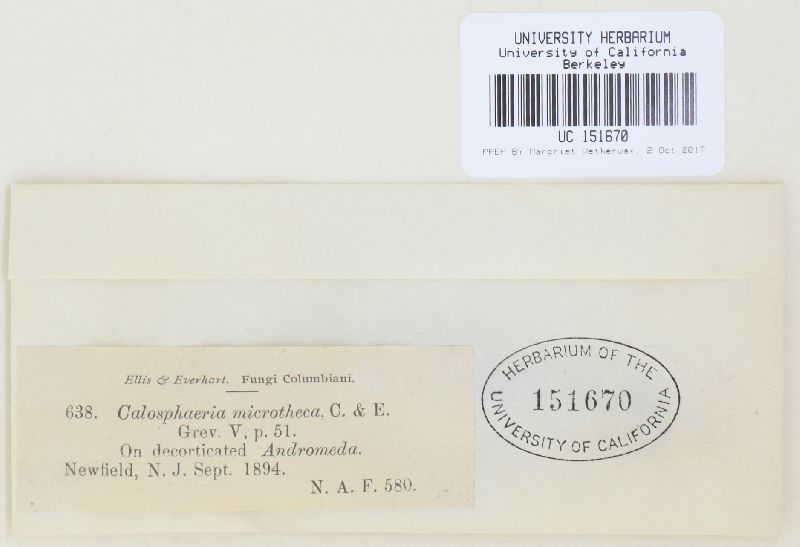 UNIVERSITY HERBARIUM
University of California
Berkeley
UC 151670
PREP BY Margriet Wetherwax, 2 Oct 2017
Ellis & Everhart. Fungi Columbiani.
638. Calosphaeria microtheca, C. & E.
Grev. V, p. 51.
On decorticated Andromeda.
Newfield, N. J. Sept. 1894.
N. A. F. 580.
HERBARIUM OF THE
151670
UNIVERSITY OF CALIFORNIA